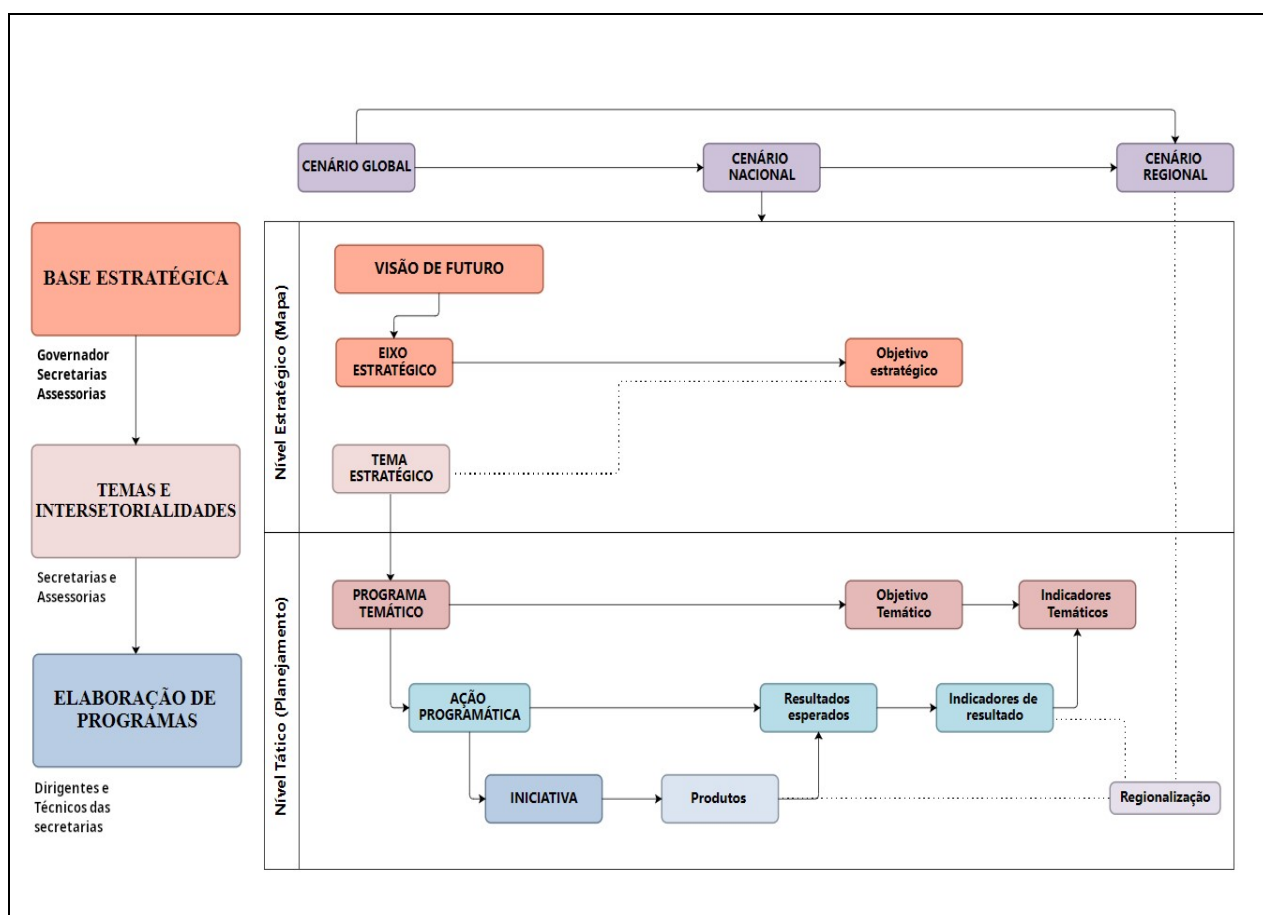 CENÁRIO GLOBAL
CENÁRIO
NACIONAL
CENÁRIO
REGIONAL
BASE ESTRATÉGICA
Governador
Secretarias
Assessorias
TEMAS E
INTERSETORIALIDADES
Secretarias e
Assessorias
ELABORAÇÃO DE
PROGRAMAS
Dirigentes e
Técnicos das
secretarias
Nível Estratégico (Mapa)
VISÃO DE FUTURO
EIXO
ESTRATÉGICO
Objetivo
estratégico
TEMA
ESTRATÉGICO
Nível Tático (Planejamento)
PROGRAMA
TEMÁTICO
Objetivo
Temático
Indicadores
Temáticos
AÇÃO
PROGRAMÁTICA
Resultados
esperados
Indicadores de
resultado
INICIATIVA
Produtos
Regionalização